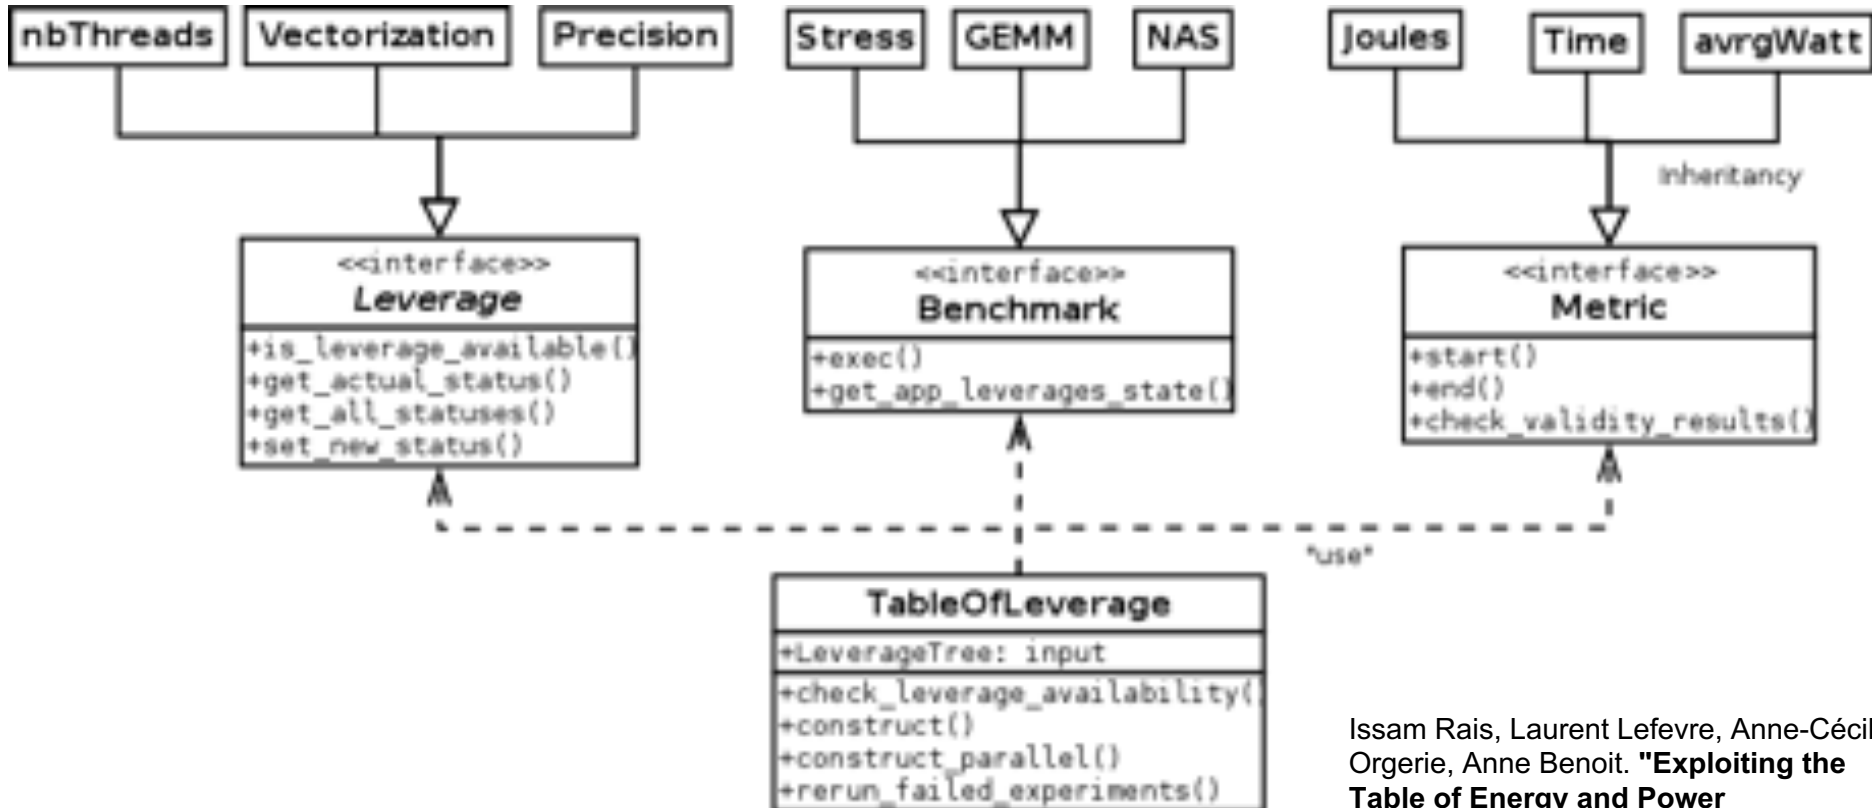 nbThreads
Vectorization
Precision
Stress
GEMM
NAS
Joules
Time
avrgWatt
Inheritancy
<<interface>>
Leverage
+is_leverage_available()
+get_actual_status()
+get_all_statuses()
+set_new_status()
<<interface>>
Benchmark
+exec()
+get_app_leverages_state()
<<interface>>
Metric
+start()
+end()
+check_validity_results()
"use"
TableOfLeverage
+LeverageTree: input
+check_leverage_availability(
+construct()
+construct_parallel()
+rerun_failed_experiments()
Issam Rais, Laurent Lefevre, Anne-Cécil
Orgerie, Anne Benoit. "Exploiting the
Table of Energy and Power